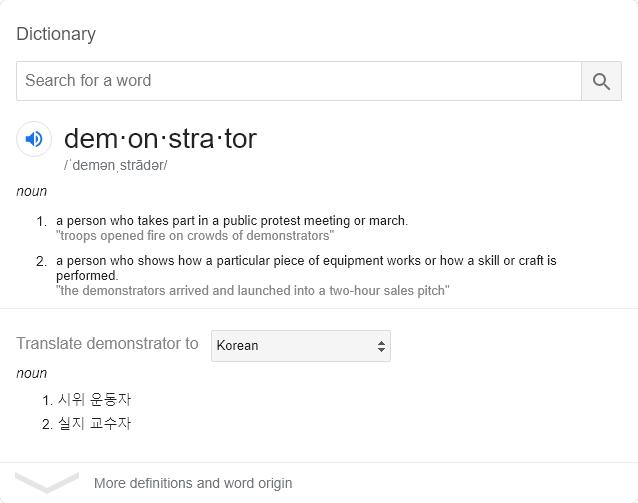 Dictionary
Search for a word
dem·on·stra·tor
/ˈdemənˌstrādər/
noun
1. a person who takes part in a public protest meeting or march.
"troops opened fire on crowds of demonstrators"
2. a person who shows how a particular piece of equipment works or how a skill or craft is
performed.
"the demonstrators arrived and launched into a two-hour sales pitch"
Translate demonstrator to Korean
noun
1. 시위 운동자
2. 실지 교수자
More definitions and word origin